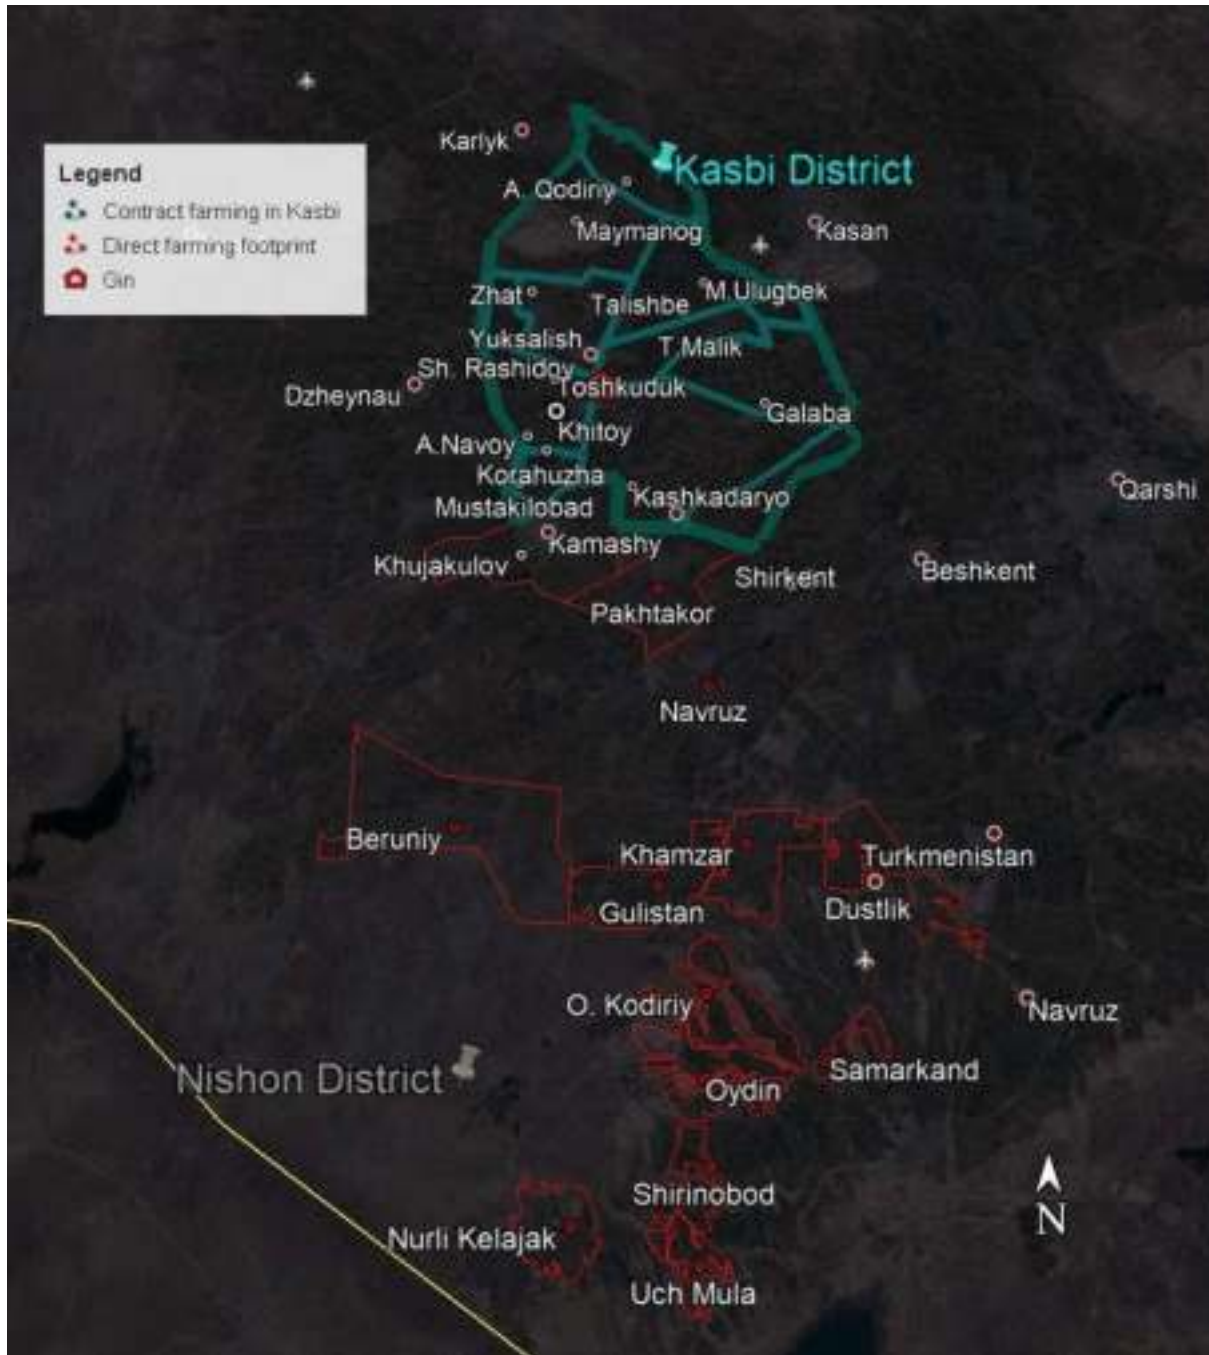 Karlyk
Kasbi District
Legend
Contract farming in Kasbi
Direct farming footprint
Gin
A. Qodiriy
Maymanog
Kasan
Zhat
Talishbe
M.Ulugbek
Yuksalish
T.Malik
Sh. Rashidov
Toshkuduk
Dzheynau
Galaba
Khitoy
A.Navoy
Korahuzha
Qarshi
Kashkadaryo
Mustakilobad
Kamashy
Khujakulov
Shirkent
Beshkent
Pakhtakor
Navruz
Beruniy
Khamzar
Turkmenistan
Gulistan
Dustlik
O. Kodiriy
Navruz
Nishon District
Samarkand
Oydin
Shirinobod
N
Nurli Kelajak
Uch Mula